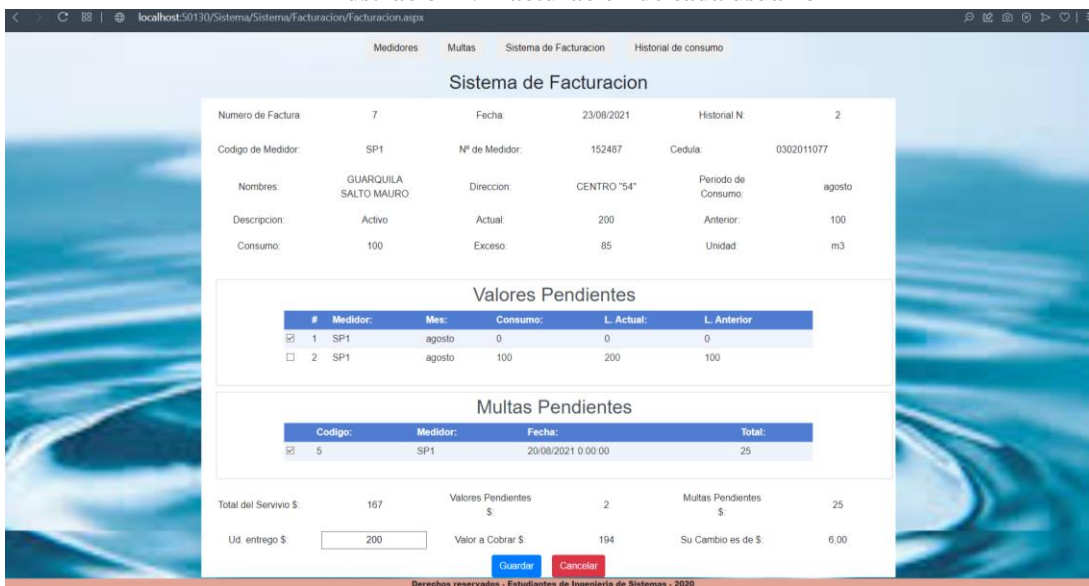 localhost:50130/Sistema/Sistema/Facturacion/Facturacion.aspx
Medidores Multas Sistema de Facturacion Historial de consumo
Sistema de Facturacion
Numero de Factura 7 Fecha: 23/08/2021 Historial N: 2
Codigo de Medidor: SP1 Nº de Medidor: 152487 Cedula: 0302011077
Nombres: GUARQUILA SALTO MAURO Direccion: CENTRO "54" Periodo de Consumo: agosto
Descripcion: Activo Actual: 200 Anterior: 100
Consumo: 100 Exceso: 85 Unidad: m3
Valores Pendientes
# Medidor: Mes: Consumo: L. Actual: L. Anterior
1 SP1 agosto 0 0 0
2 SP1 agosto 100 200 100
Multas Pendientes
Codigo: Medidor: Fecha: Total:
5 SP1 20/08/2021 0:00:00 25
Total del Servivio $: 167 Valores Pendientes $: 2 Multas Pendientes $: 25
Ud. entrego $: 200 Valor a Cobrar $: 194 Su Cambio es de $: 6,00
Guardar Cancelar
Derechos reservados - Estudiantes de Ingenieria de Sistemas - 2020